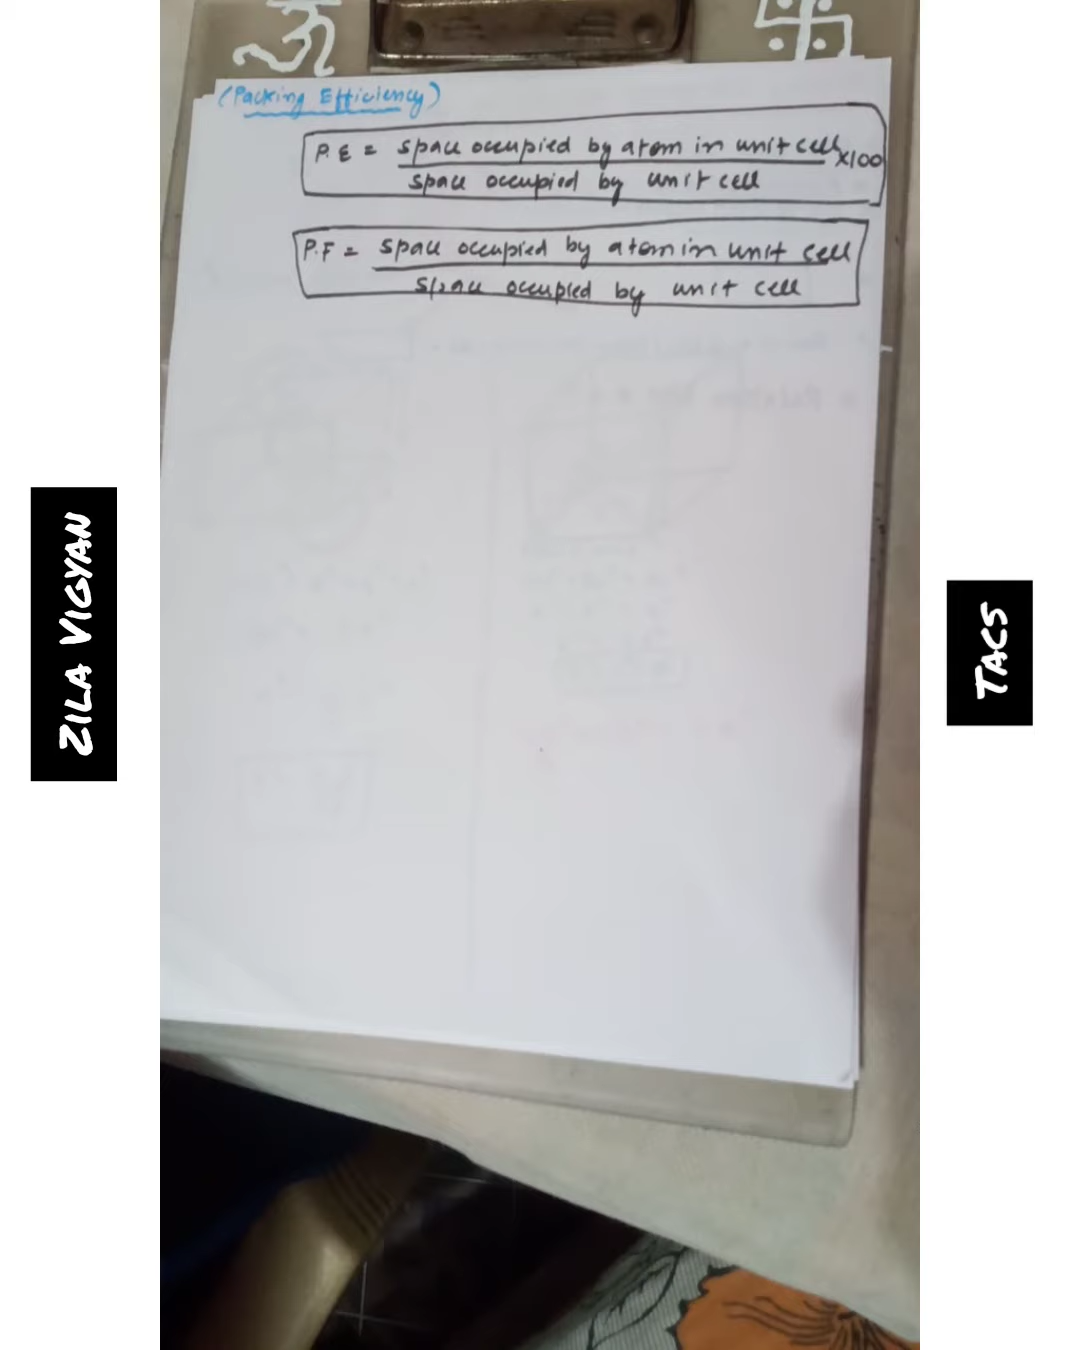 ॐ
(Packing Efficiency)
P.E = space occupied by atom in unit cell ×100
space occupied by unit cell
P.F = space occupied by atom in unit cell
space occupied by unit cell
ZILA VIGYAN
TACS